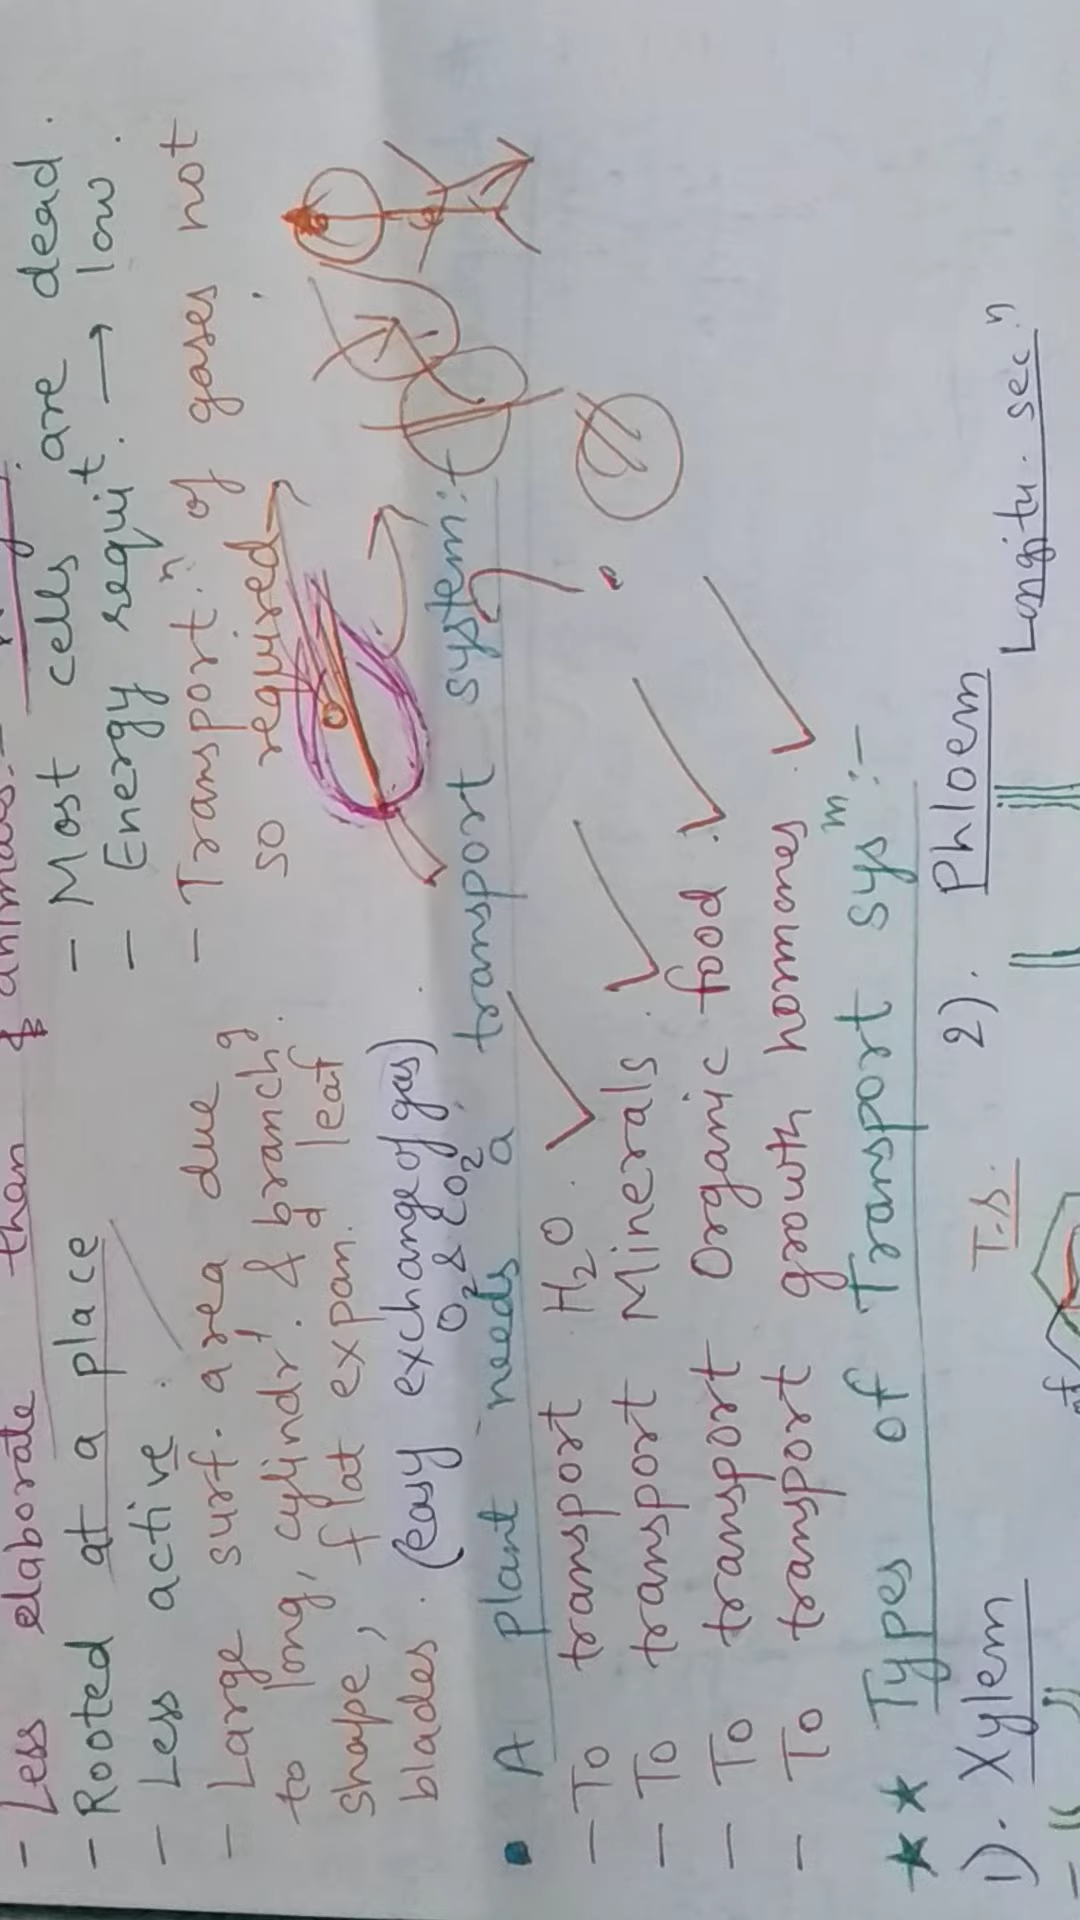 - Less elaborate than & animals:-
- Rooted at a place
- Less active.
- Large surf. area due
to long, cylindr.l & branch.g
shape, flat expan.d leaf
blades. (easy exchange of gas)
O2 & CO2
- Most cells are dead.
- Energy requi.t → low.
- Transport.n of gases not
so required
• A plant needs a transport system:-
- To transport H2O.
- To transport Minerals.
- To transport Organic food.
- To transport growth Hormones.
** Types of Transport sys.m:-
1). Xylem
T.S.
2). Phloem
Longitu. sec.n